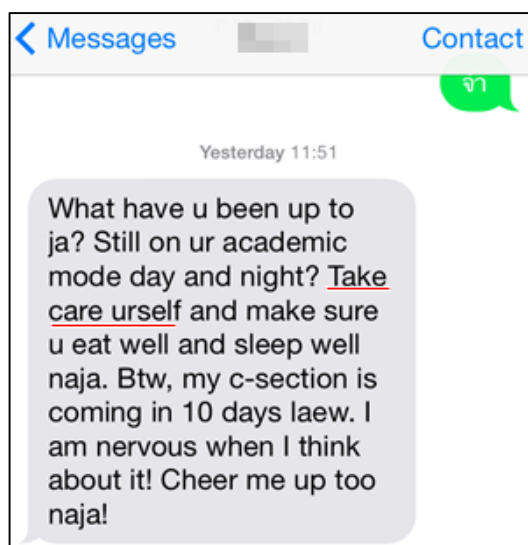 Messages
Contact
จ้ำ
Yesterday 11:51
What have u been up to
ja? Still on ur academic
mode day and night? Take
care urself and make sure
u eat well and sleep well
naja. Btw, my c-section is
coming in 10 days laew. I
am nervous when I think
about it! Cheer me up too
naja!